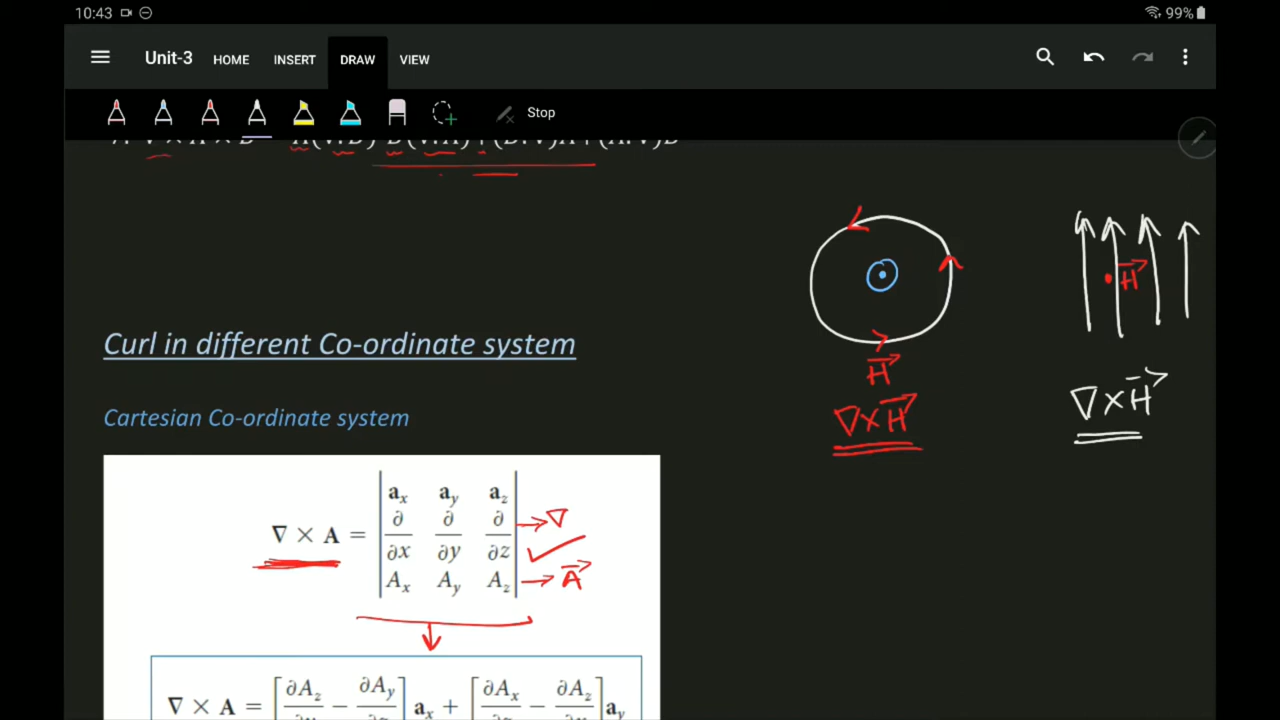 10:43 99%
Unit-3 HOME INSERT DRAW VIEW
Stop
Curl in different Co-ordinate system
Cartesian Co-ordinate system
H⃗
∇×H⃗
H⃗
∇×H⃗
∇ × A = | a_x a_y a_z |
∂/∂x ∂/∂y ∂/∂z → ∇
A_x A_y A_z → A⃗
∇ × A = [∂A_z − ∂A_y] a_x + [∂A_x − ∂A_z] a_y